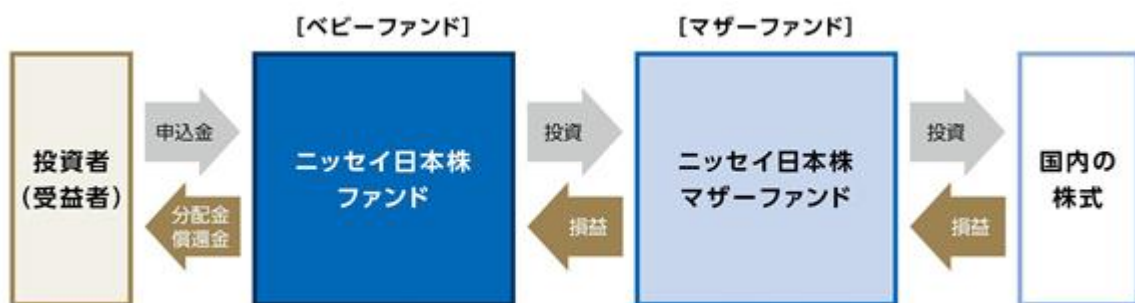 [ベビーファンド]
[マザーファンド]
投資者
(受益者)
申込金
分配金
償還金
ニッセイ日本株
ファンド
投資
損益
ニッセイ日本株
マザーファンド
投資
損益
国内の
株式